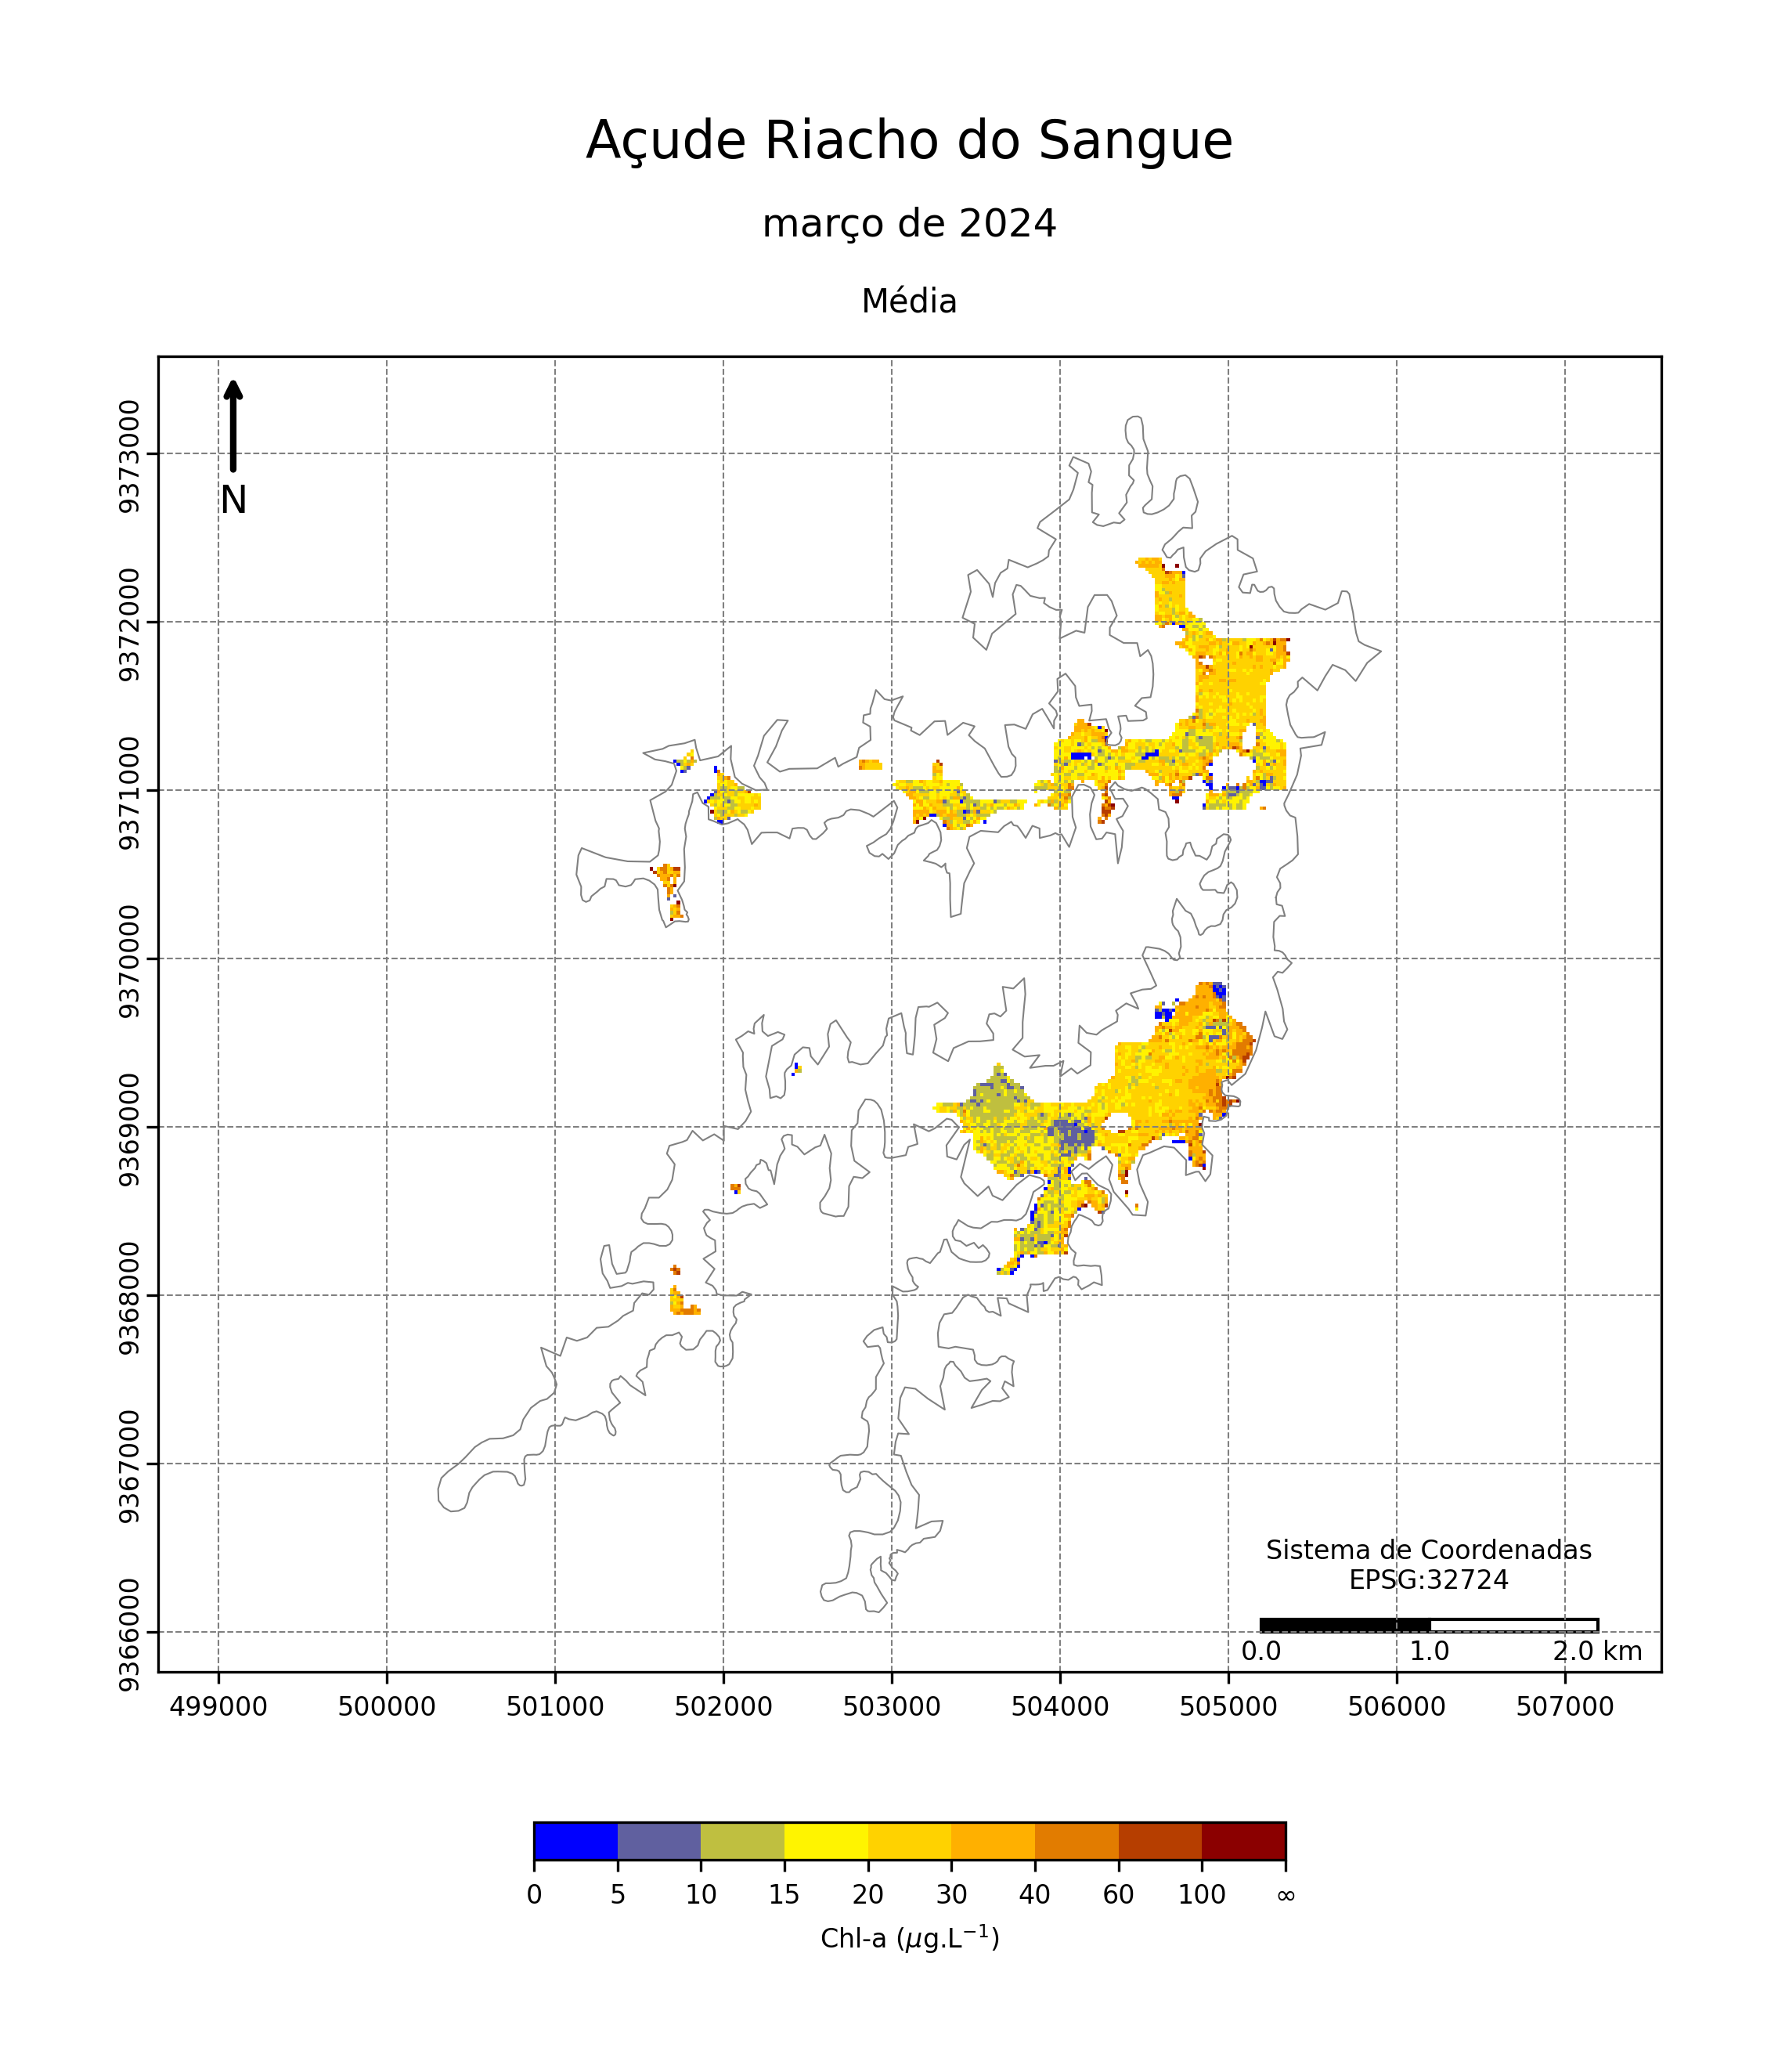 Açude Riacho do Sangue
março de 2024
Média
N
9373000
9372000
9371000
9370000
9369000
9368000
9367000
9366000
Sistema de Coordenadas
EPSG:32724
0.0 1.0 2.0 km
499000 500000 501000 502000 503000 504000 505000 506000 507000
0 5 10 15 20 30 40 60 100 ∞
Chl-a (μg.L⁻¹)